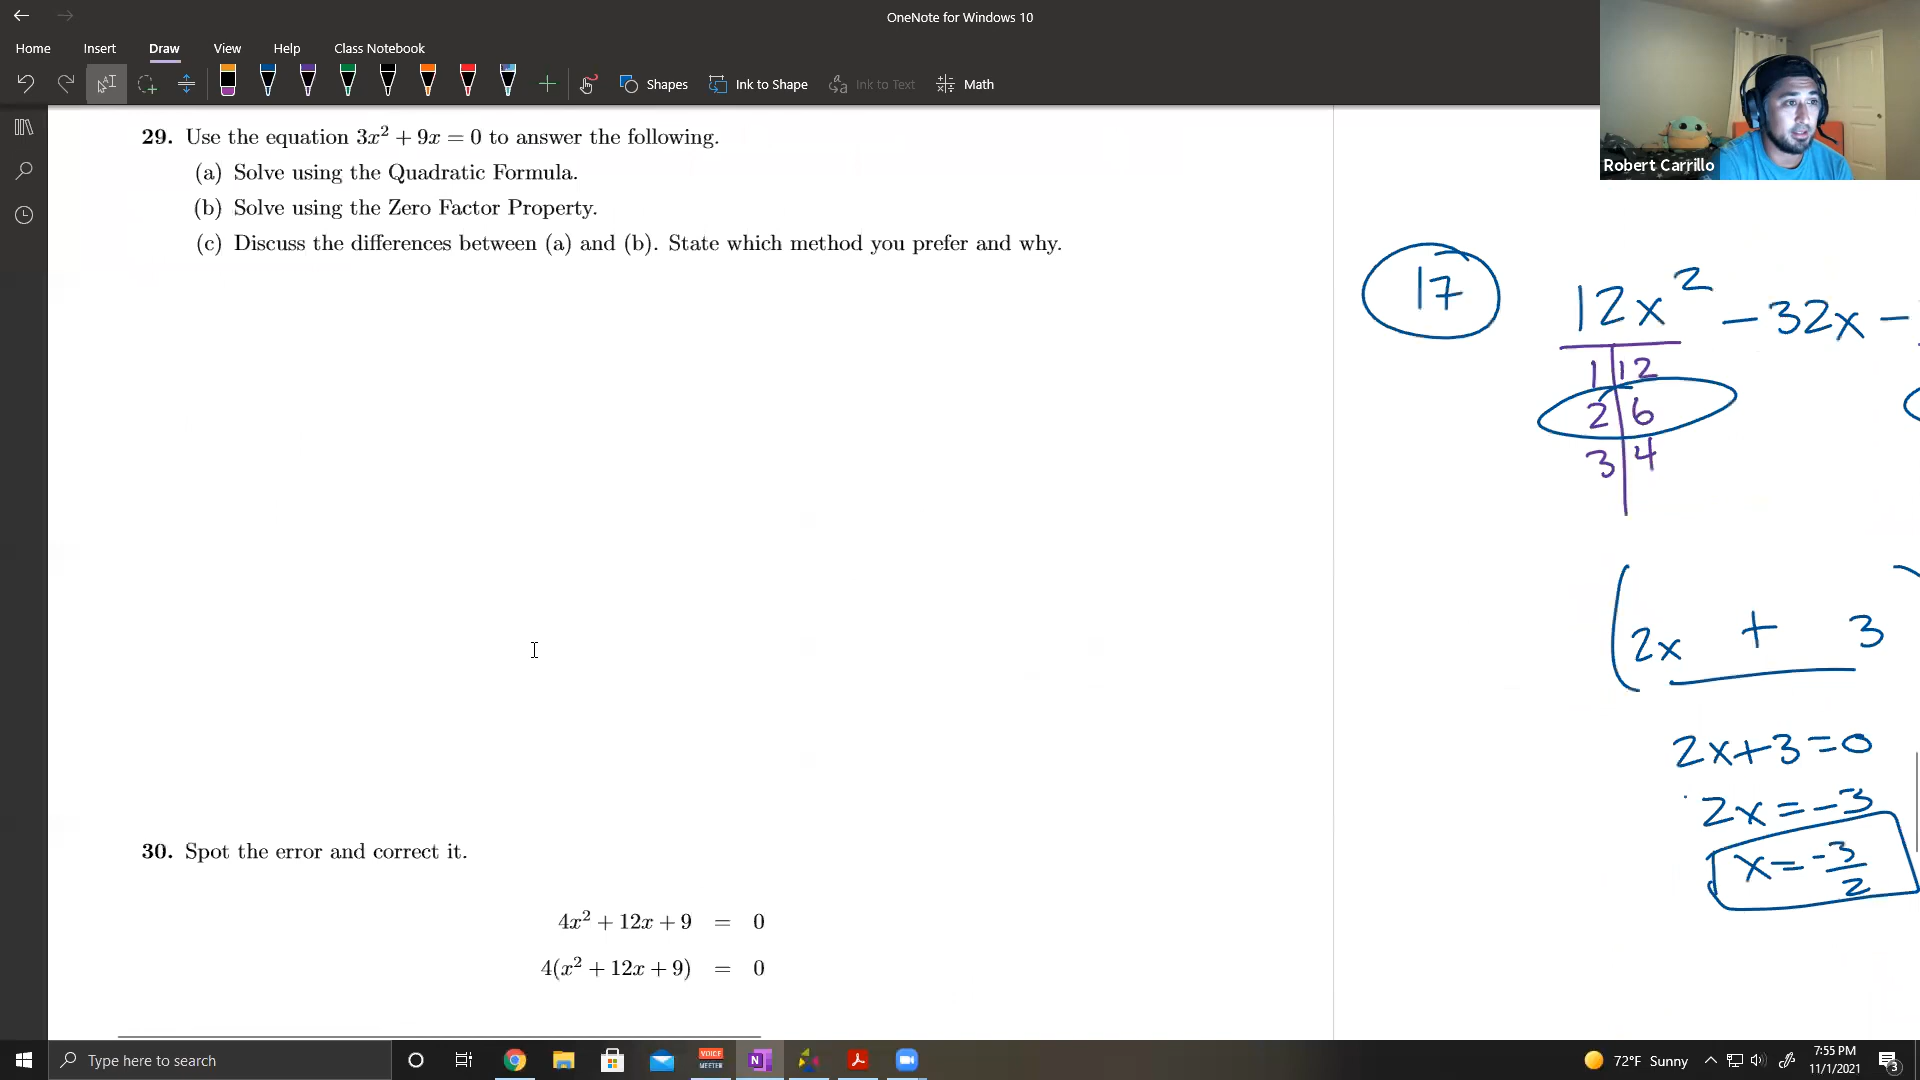 OneNote for Windows 10
Home Insert Draw View Help Class Notebook
Shapes Ink to Shape Ink to Text Math
Robert Carrillo
29. Use the equation 3x² + 9x = 0 to answer the following.
(a) Solve using the Quadratic Formula.
(b) Solve using the Zero Factor Property.
(c) Discuss the differences between (a) and (b). State which method you prefer and why.
30. Spot the error and correct it.
4x² + 12x + 9 = 0
4(x² + 12x + 9) = 0
17
12x² - 32x -
1 12
2 6
3 4
(2x + 3
2x+3=0
2x=-3
x=-3/2
Type here to search
VOICE
MEETER
72°F Sunny
7:55 PM
11/1/2021
3